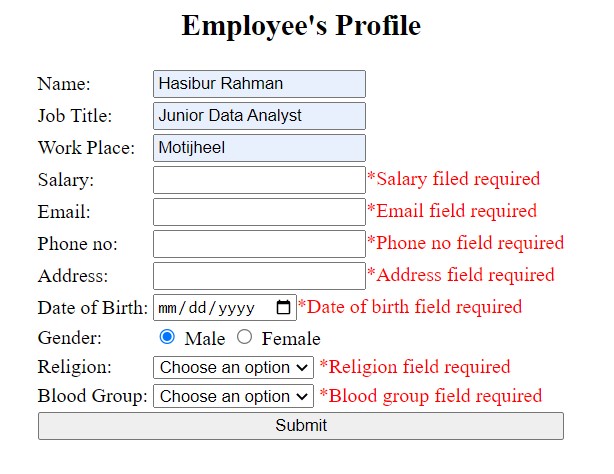 Employee's Profile
Name: Hasibur Rahman
Job Title: Junior Data Analyst
Work Place: Motijheel
Salary: *Salary filed required
Email: *Email field required
Phone no: *Phone no field required
Address: *Address field required
Date of Birth: mm/dd/yyyy *Date of birth field required
Gender: Male Female
Religion: Choose an option *Religion field required
Blood Group: Choose an option *Blood group field required
Submit